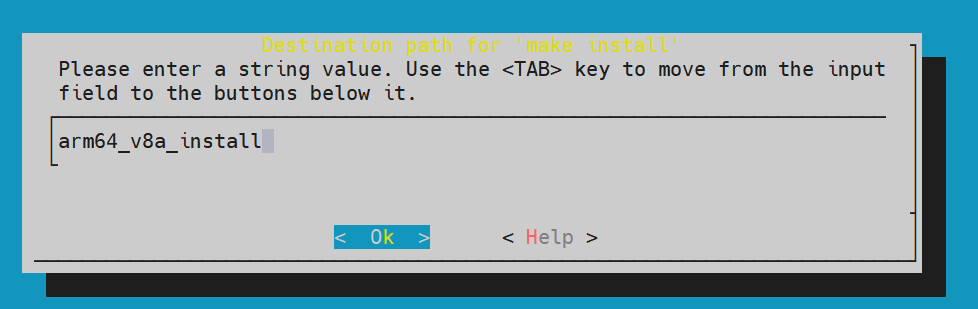 Destination path for 'make install'
Please enter a string value. Use the <TAB> key to move from the input
field to the buttons below it.
arm64_v8a_install
<  Ok  >      < Help >